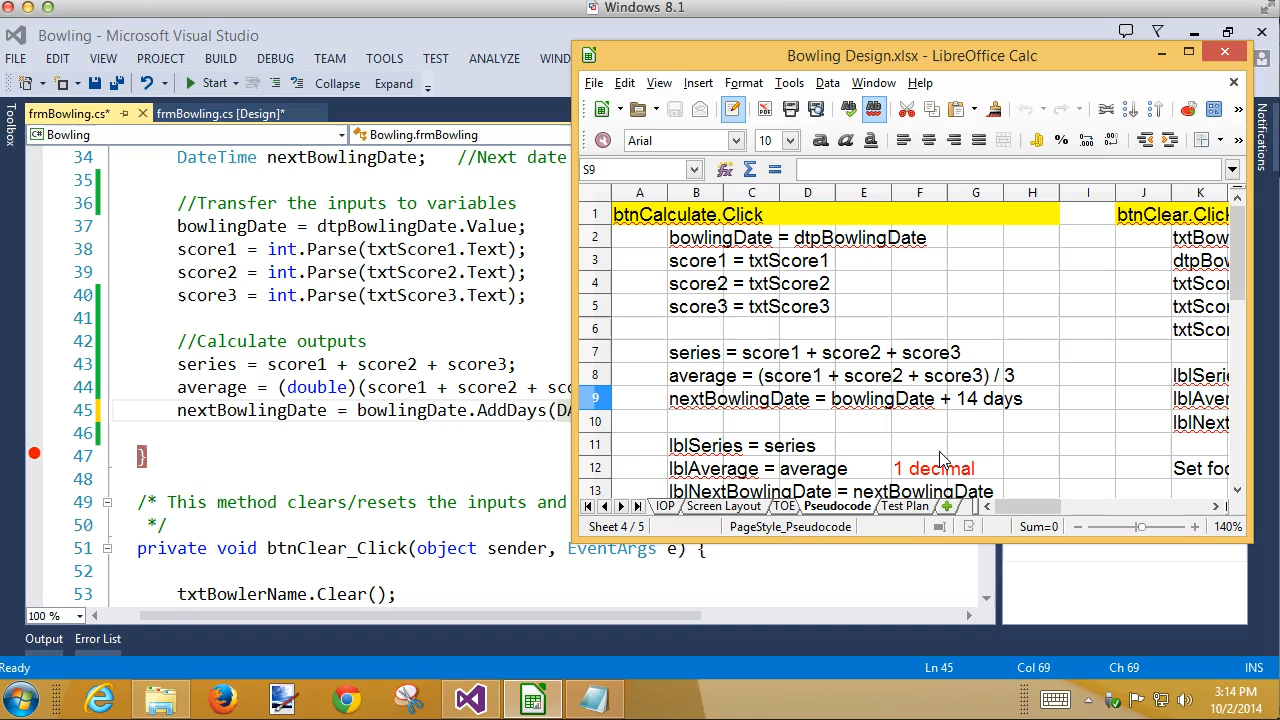 Windows 8.1
Bowling - Microsoft Visual Studio
FILE EDIT VIEW PROJECT BUILD DEBUG TEAM TOOLS TEST ANALYZE WIN
Start Collapse Expand
frmBowling.cs* frmBowling.cs [Design]*
Bowling Bowling.frmBowling
Toolbox
Notifications
34 DateTime nextBowlingDate; //Next date
35
36 //Transfer the inputs to variables
37 bowlingDate = dtpBowlingDate.Value;
38 score1 = int.Parse(txtScore1.Text);
39 score2 = int.Parse(txtScore2.Text);
40 score3 = int.Parse(txtScore3.Text);
41
42 //Calculate outputs
43 series = score1 + score2 + score3;
44 average = (double)(score1 + score2 + sc
45 nextBowlingDate = bowlingDate.AddDays(DA
46
47 }
48
49 /* This method clears/resets the inputs and
50 */
51 private void btnClear_Click(object sender, EventArgs e) {
52
53 txtBowlerName.Clear();
100 %
Output Error List
Ready Ln 45 Col 69 Ch 69 INS
Bowling Design.xlsx - LibreOffice Calc
File Edit View Insert Format Tools Data Window Help
Arial 10
S9
A B C D E F G H I J K
1 btnCalculate.Click btnClear.Click
2 bowlingDate = dtpBowlingDate txtBow
3 score1 = txtScore1 dtpBow
4 score2 = txtScore2 txtScor
5 score3 = txtScore3 txtScor
6 txtScor
7 series = score1 + score2 + score3
8 average = (score1 + score2 + score3) / 3 lblSerie
9 nextBowlingDate = bowlingDate + 14 days lblAver
10 lblNext
11 lblSeries = series
12 lblAverage = average 1 decimal Set foc
13 lblNextBowlingDate = nextBowlingDate
IOP Screen Layout TOE Pseudocode Test Plan
Sheet 4 / 5 PageStyle_Pseudocode Sum=0 140%
3:14 PM
10/2/2014